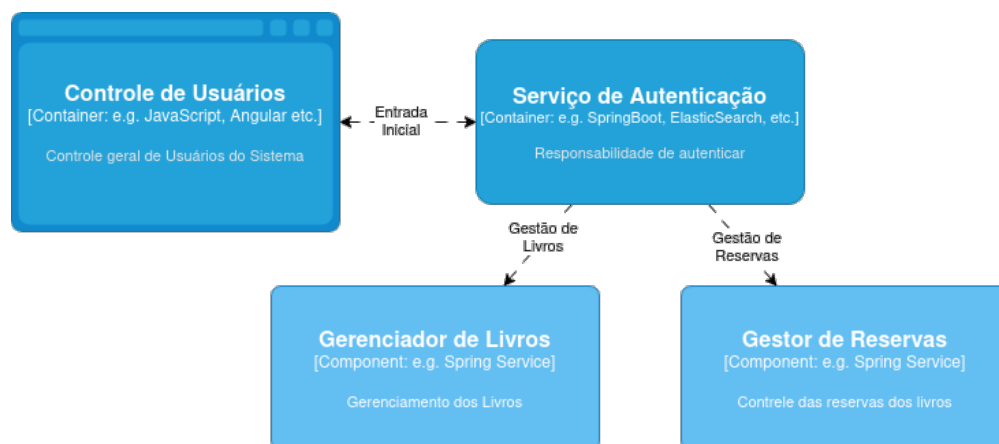 Controle de Usuários
[Container: e.g. JavaScript, Angular etc.]
Controle geral de Usuários do Sistema
Entrada
Inicial
Serviço de Autenticação
[Container: e.g. SpringBoot, ElasticSearch, etc.]
Responsabilidade de autenticar
Gestão de
Livros
Gestão de
Reservas
Gerenciador de Livros
[Component: e.g. Spring Service]
Gerenciamento dos Livros
Gestor de Reservas
[Component: e.g. Spring Service]
Controle das reservas dos livros